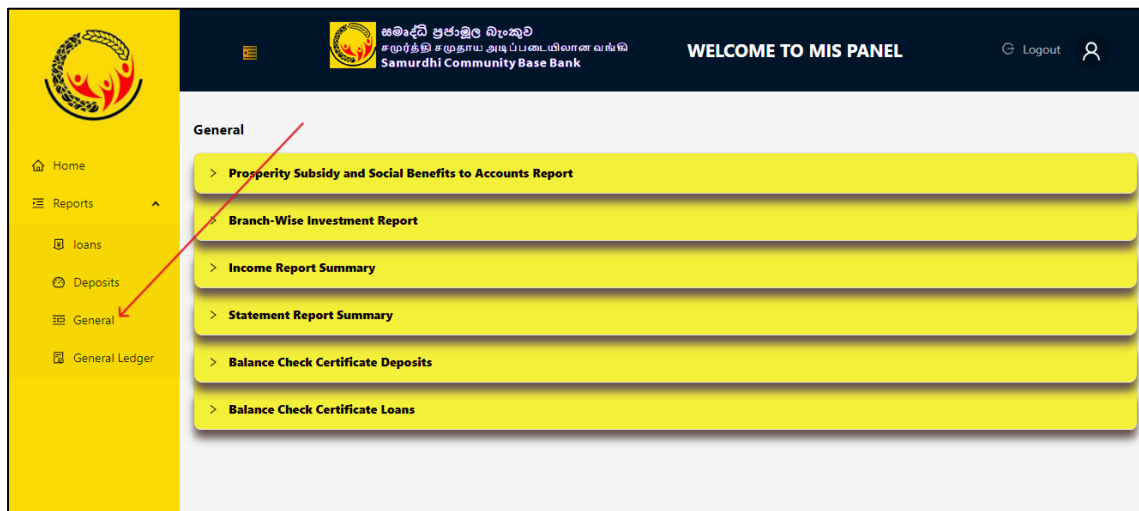 සමෘද්ධි ප්‍රජාමූල බැංකුව
சமுர்த்தி சமுதாய அடிப்படையிலான வங்கி
Samurdhi Community Base Bank
WELCOME TO MIS PANEL
Logout
General
Home
Reports
loans
Deposits
General
General Ledger
Prosperity Subsidy and Social Benefits to Accounts Report
Branch-Wise Investment Report
Income Report Summary
Statement Report Summary
Balance Check Certificate Deposits
Balance Check Certificate Loans